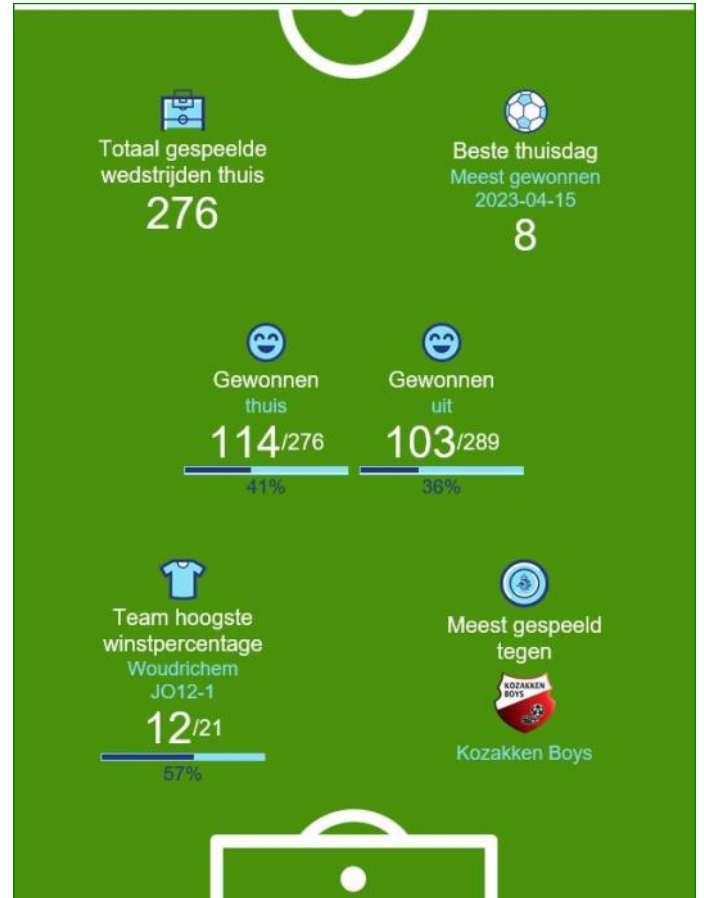 Totaal gespeelde
wedstrijden thuis
276
Beste thuisdag
Meest gewonnen
2023-04-15
8
Gewonnen
thuis
114/276
41%
Gewonnen
uit
103/289
36%
Team hoogste
winstpercentage
Woudrichem
JO12-1
12/21
57%
Meest gespeeld
tegen
KOZAKKEN
BOYS
Kozakken Boys